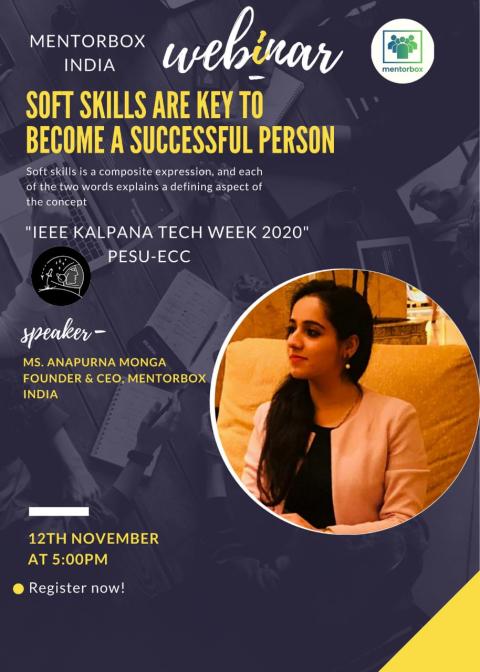 MENTORBOX
INDIA
webinar
mentorbox
SOFT SKILLS ARE KEY TO
BECOME A SUCCESSFUL PERSON
Soft skills is a composite expression, and each
of the two words explains a defining aspect of
the concept
"IEEE KALPANA TECH WEEK 2020"
PESU-ECC
speaker -
MS. ANAPURNA MONGA
FOUNDER & CEO, MENTORBOX
INDIA
12TH NOVEMBER
AT 5:00PM
Register now!